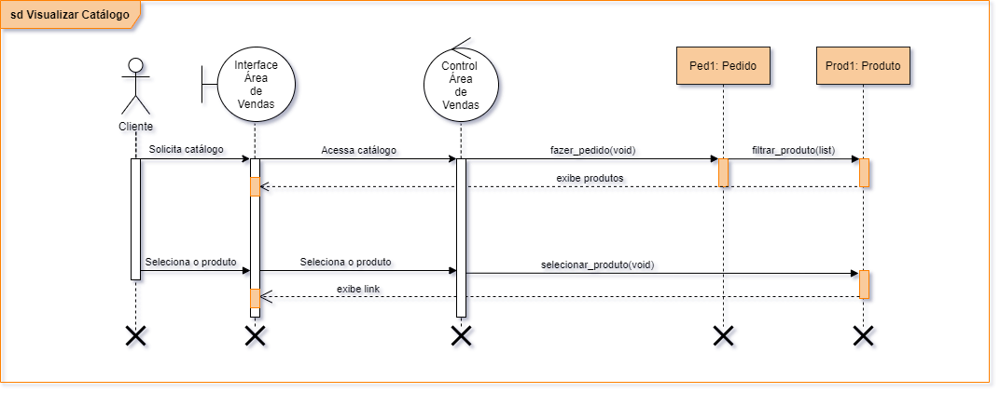 sd Visualizar Catálogo
Cliente
Interface
Área
de
Vendas
Control
Área
de
Vendas
Ped1: Pedido
Prod1: Produto
Solicita catálogo
Acessa catálogo
fazer_pedido(void)
filtrar_produto(list)
exibe produtos
Seleciona o produto
Seleciona o produto
selecionar_produto(void)
exibe link